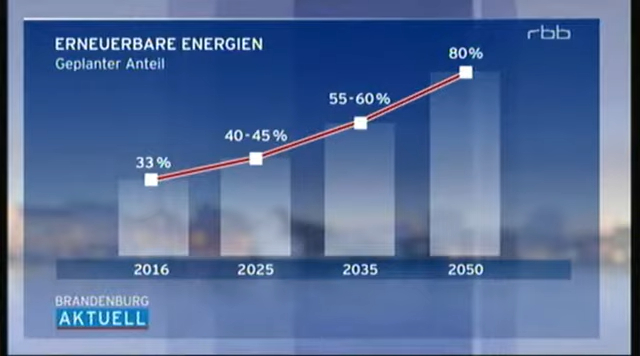 ERNEUERBARE ENERGIEN
rbb
Geplanter Anteil
33 %
40-45 %
55-60 %
80 %
2016 2025 2035 2050
BRANDENBURG
AKTUELL